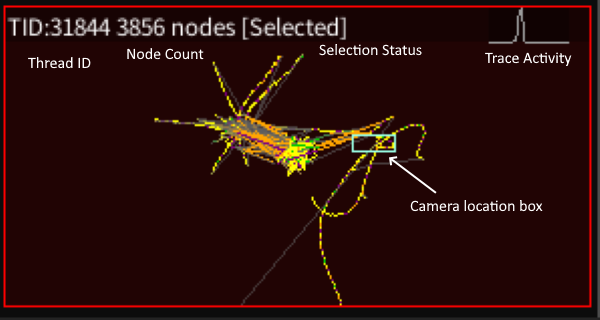 TID:31844 3856 nodes [Selected]
Thread ID
Node Count
Selection Status
Trace Activity
Camera location box